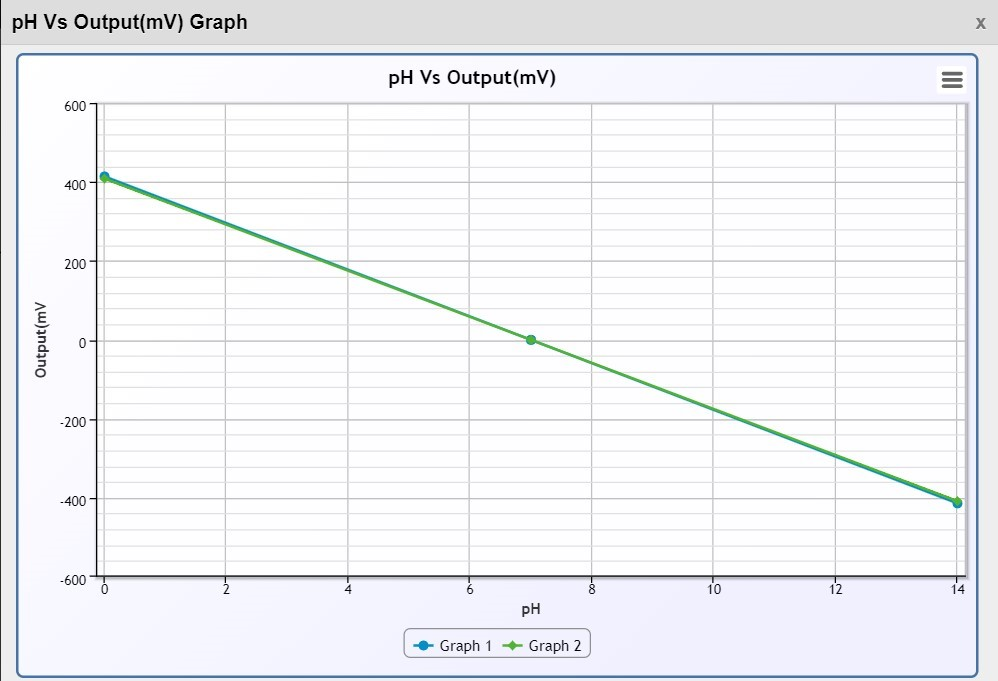 pH Vs Output(mV) Graph
x
pH Vs Output(mV)
600
400
200
0
-200
-400
-600
Output(mV
0 2 4 6 8 10 12 14
pH
Graph 1 Graph 2